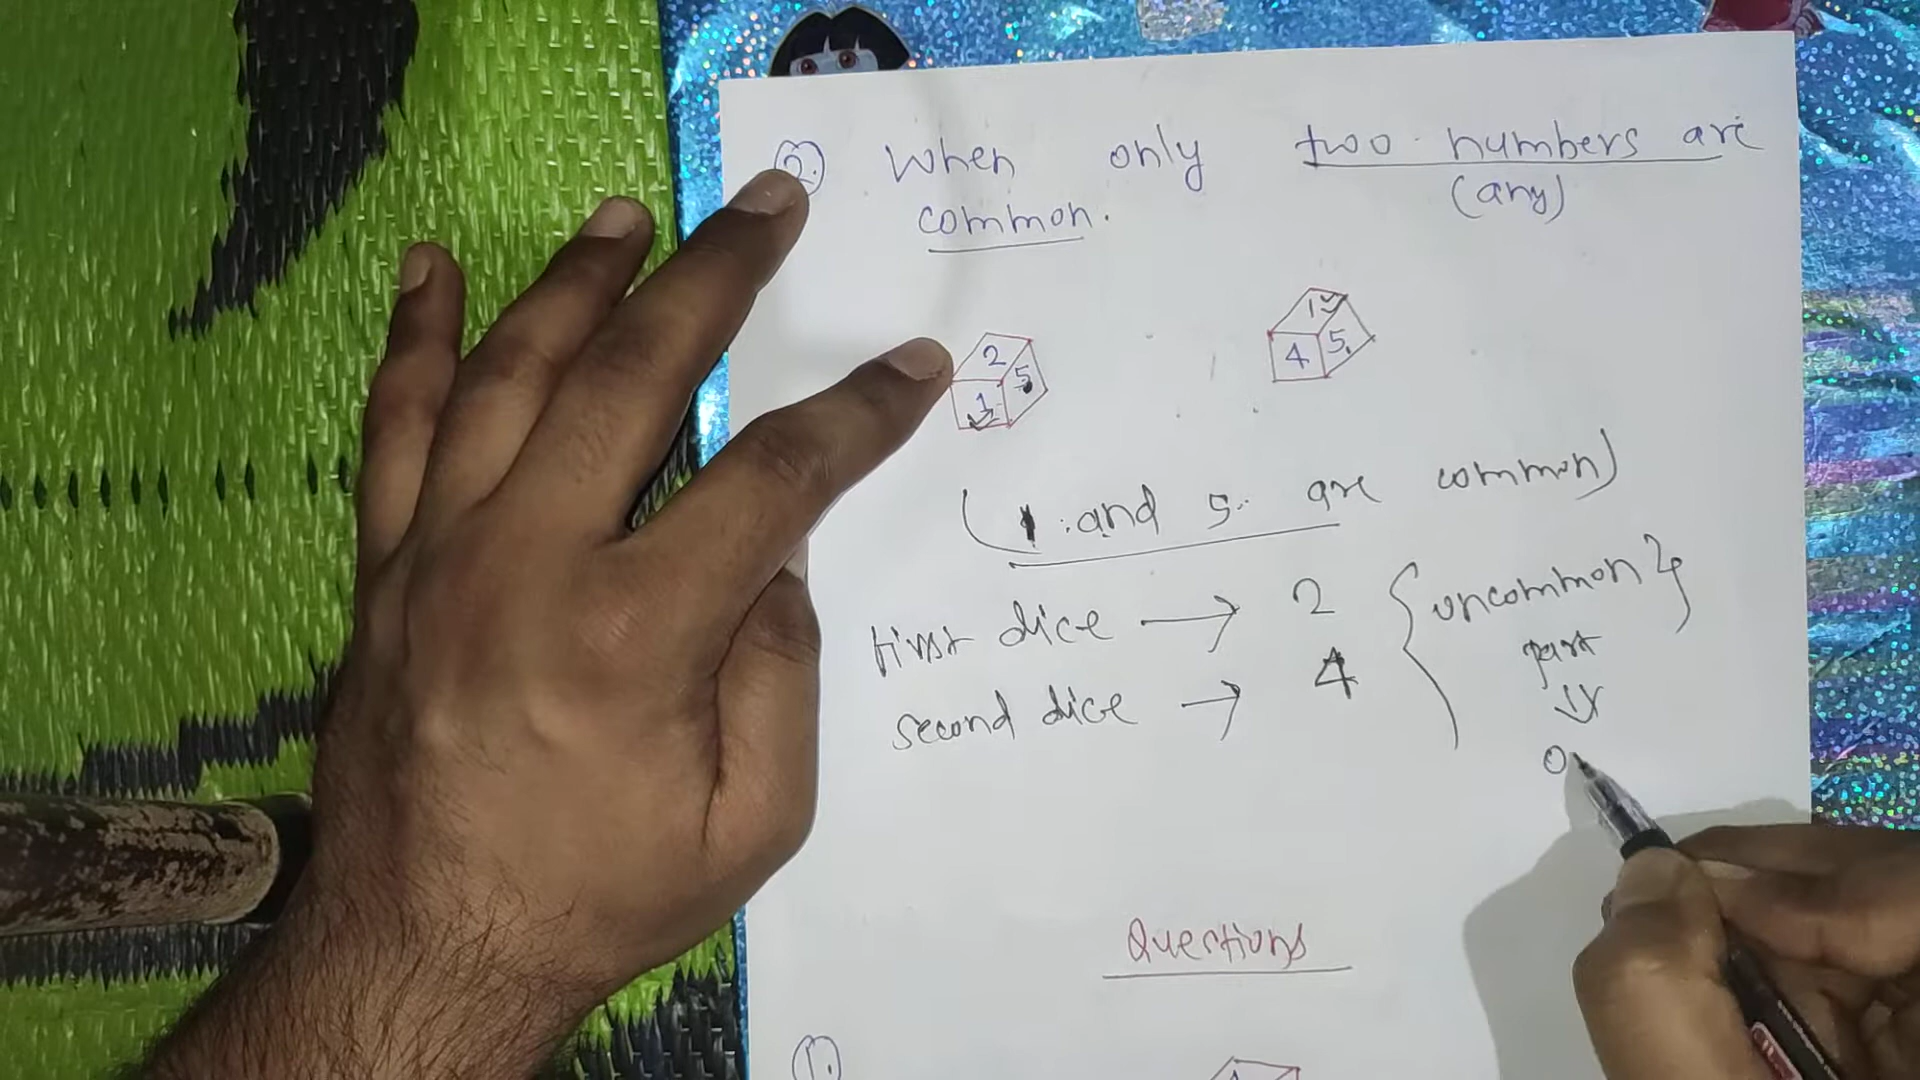 2. When only two numbers are
(any)
common.
2
1
5
1
4
5
(1 and 5 are common)
first dice → 2 {uncommon}
part
second dice → 4
Questions
1.